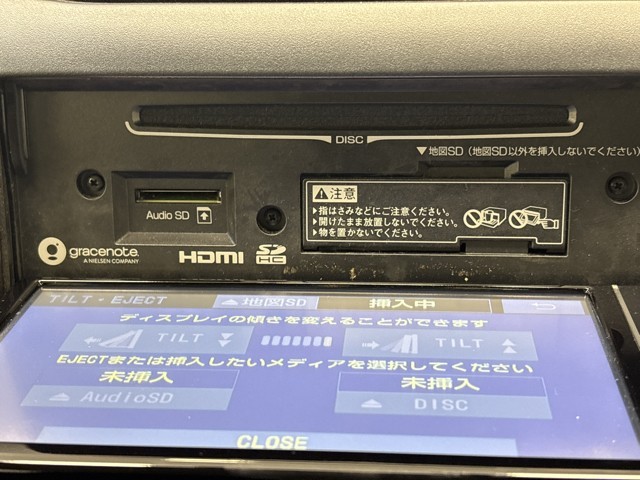 DISC
▼地図SD (地図SD以外を挿入しないでください)
Audio SD
⚠注意
▶指はさみなどにご注意ください。
▶開けたまま放置しないでください。
▶物を置かないでください。
gracenote.
A NIELSEN COMPANY
HDMI
SD
HC
TILT・EJECT
地図SD
挿入中
ディスプレイの傾きを変えることができます
TILT
TILT
EJECTまたは挿入したいメディアを選択してください
未挿入
未挿入
AudioSD
DISC
CLOSE